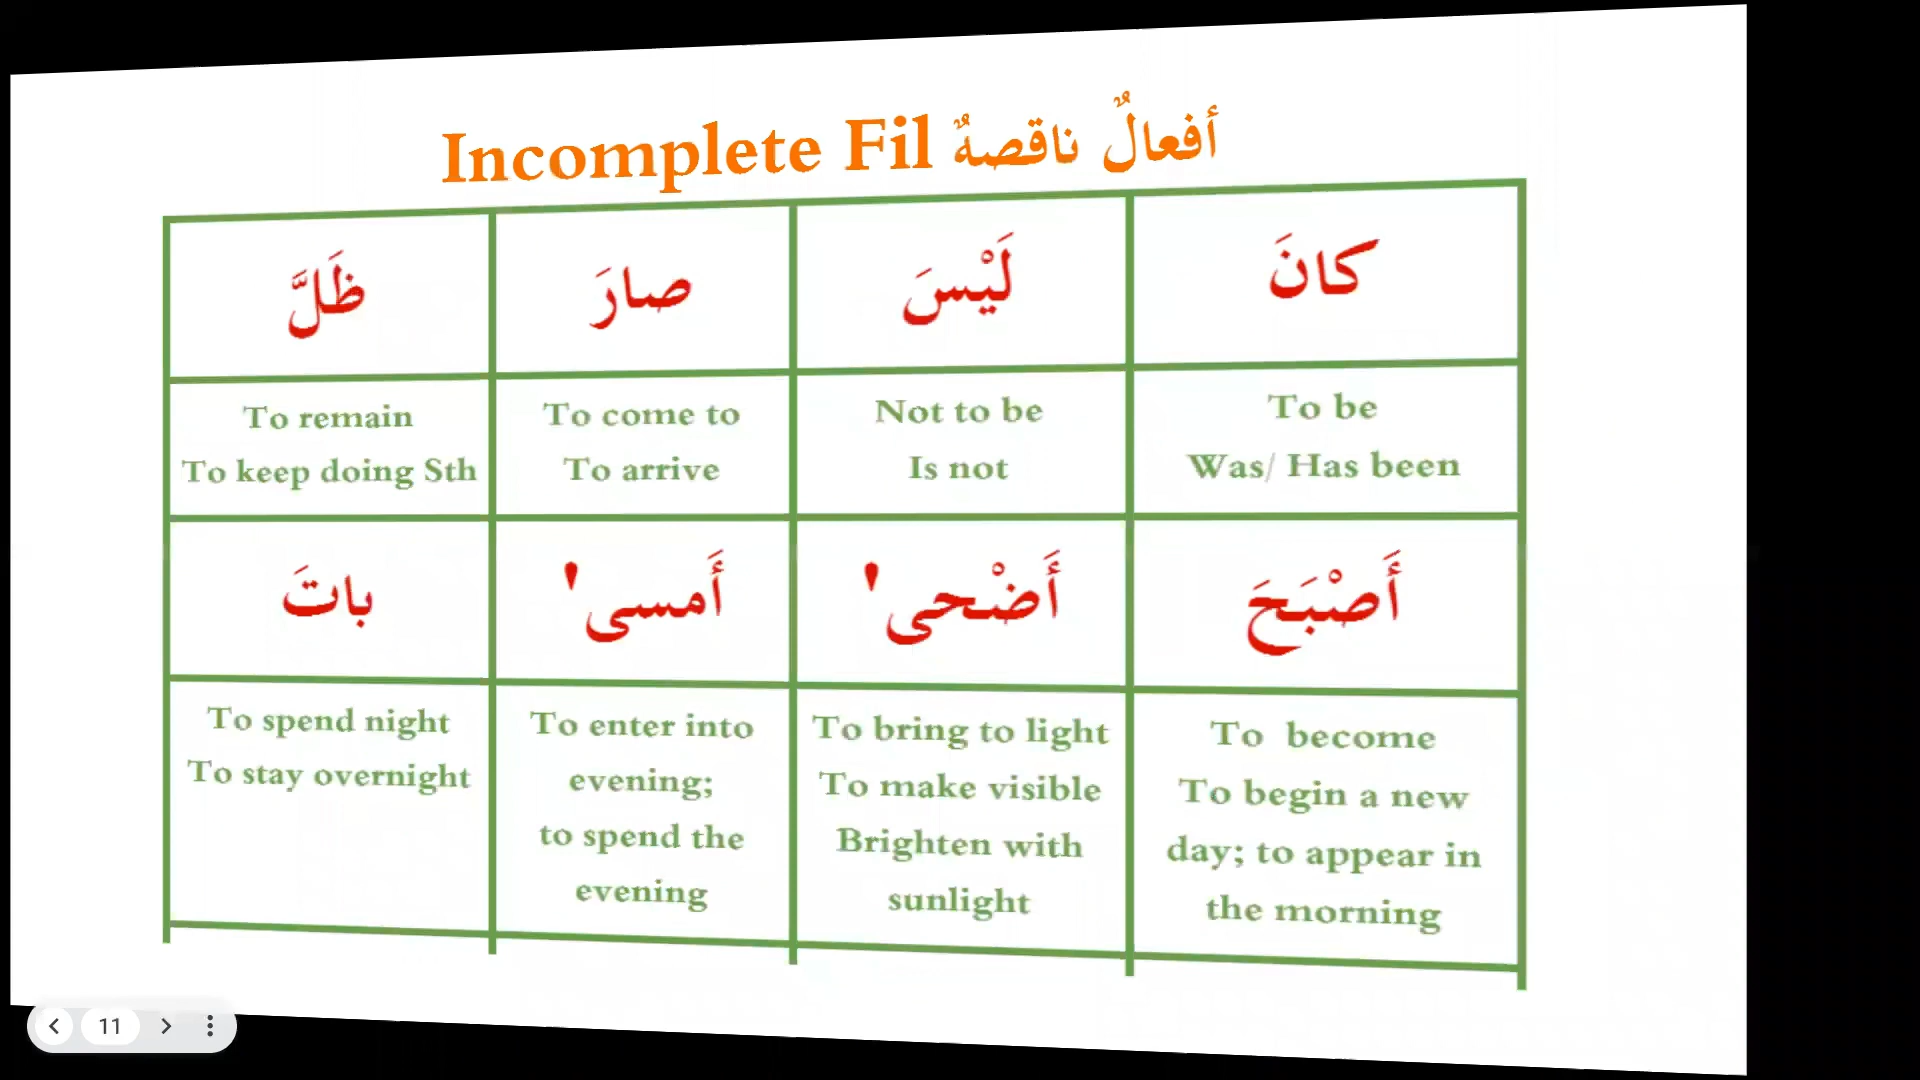 Incomplete Fil أفعالٌ ناقصهٌ
كانَ
لَيْسَ
صارَ
ظَلَّ
To be
Was/ Has been
Not to be
Is not
To come to
To arrive
To remain
To keep doing Sth
أَصْبَحَ
أَضْحى'
أَمسى'
باتَ
To become
To begin a new
day; to appear in
the morning
To bring to light
To make visible
Brighten with
sunlight
To enter into
evening;
to spend the
evening
To spend night
To stay overnight
11